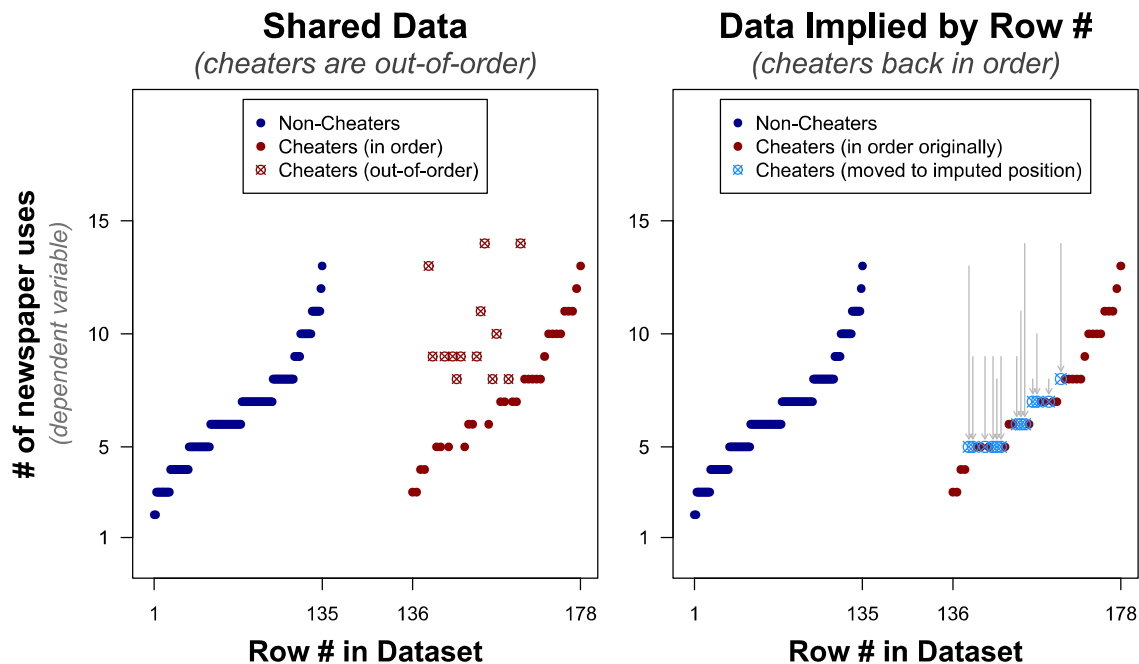 Shared Data
(cheaters are out-of-order)
Non-Cheaters
Cheaters (in order)
Cheaters (out-of-order)
# of newspaper uses
(dependent variable)
15
10
5
1
1
135
136
178
Row # in Dataset
Data Implied by Row #
(cheaters back in order)
Non-Cheaters
Cheaters (in order originally)
Cheaters (moved to imputed position)
15
10
5
1
1
135
136
178
Row # in Dataset